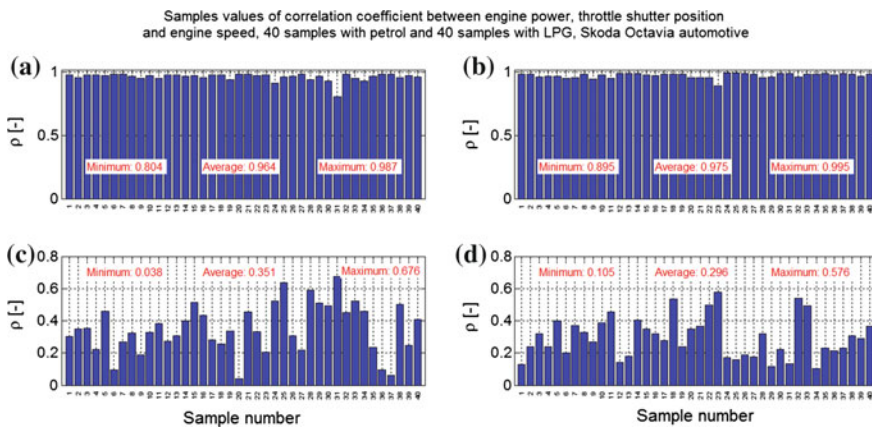 Samples values of correlation coefficient between engine power, throttle shutter position
and engine speed, 40 samples with petrol and 40 samples with LPG, Skoda Octavia automotive
(a)
1
0.5
0
ρ [-]
Minimum: 0.804 Average: 0.964 Maximum: 0.987
1 2 3 4 5 6 7 8 9 10 11 12 13 14 15 16 17 18 19 20 21 22 23 24 25 26 27 28 29 30 31 32 33 34 35 36 37 38 39 40
(b)
1
0.5
0
ρ [-]
Minimum: 0.895 Average: 0.975 Maximum: 0.995
1 2 3 4 5 6 7 8 9 10 11 12 13 14 15 16 17 18 19 20 21 22 23 24 25 26 27 28 29 30 31 32 33 34 35 36 37 38 39 40
(c)
0.8
0.6
0.4
0.2
0
ρ [-]
Minimum: 0.038 Average: 0.351 Maximum: 0.676
1 2 3 4 5 6 7 8 9 10 11 12 13 14 15 16 17 18 19 20 21 22 23 24 25 26 27 28 29 30 31 32 33 34 35 36 37 38 39 40
Sample number
(d)
0.8
0.6
0.4
0.2
0
ρ [-]
Minimum: 0.105 Average: 0.296 Maximum: 0.576
1 2 3 4 5 6 7 8 9 10 11 12 13 14 15 16 17 18 19 20 21 22 23 24 25 26 27 28 29 30 31 32 33 34 35 36 37 38 39 40
Sample number